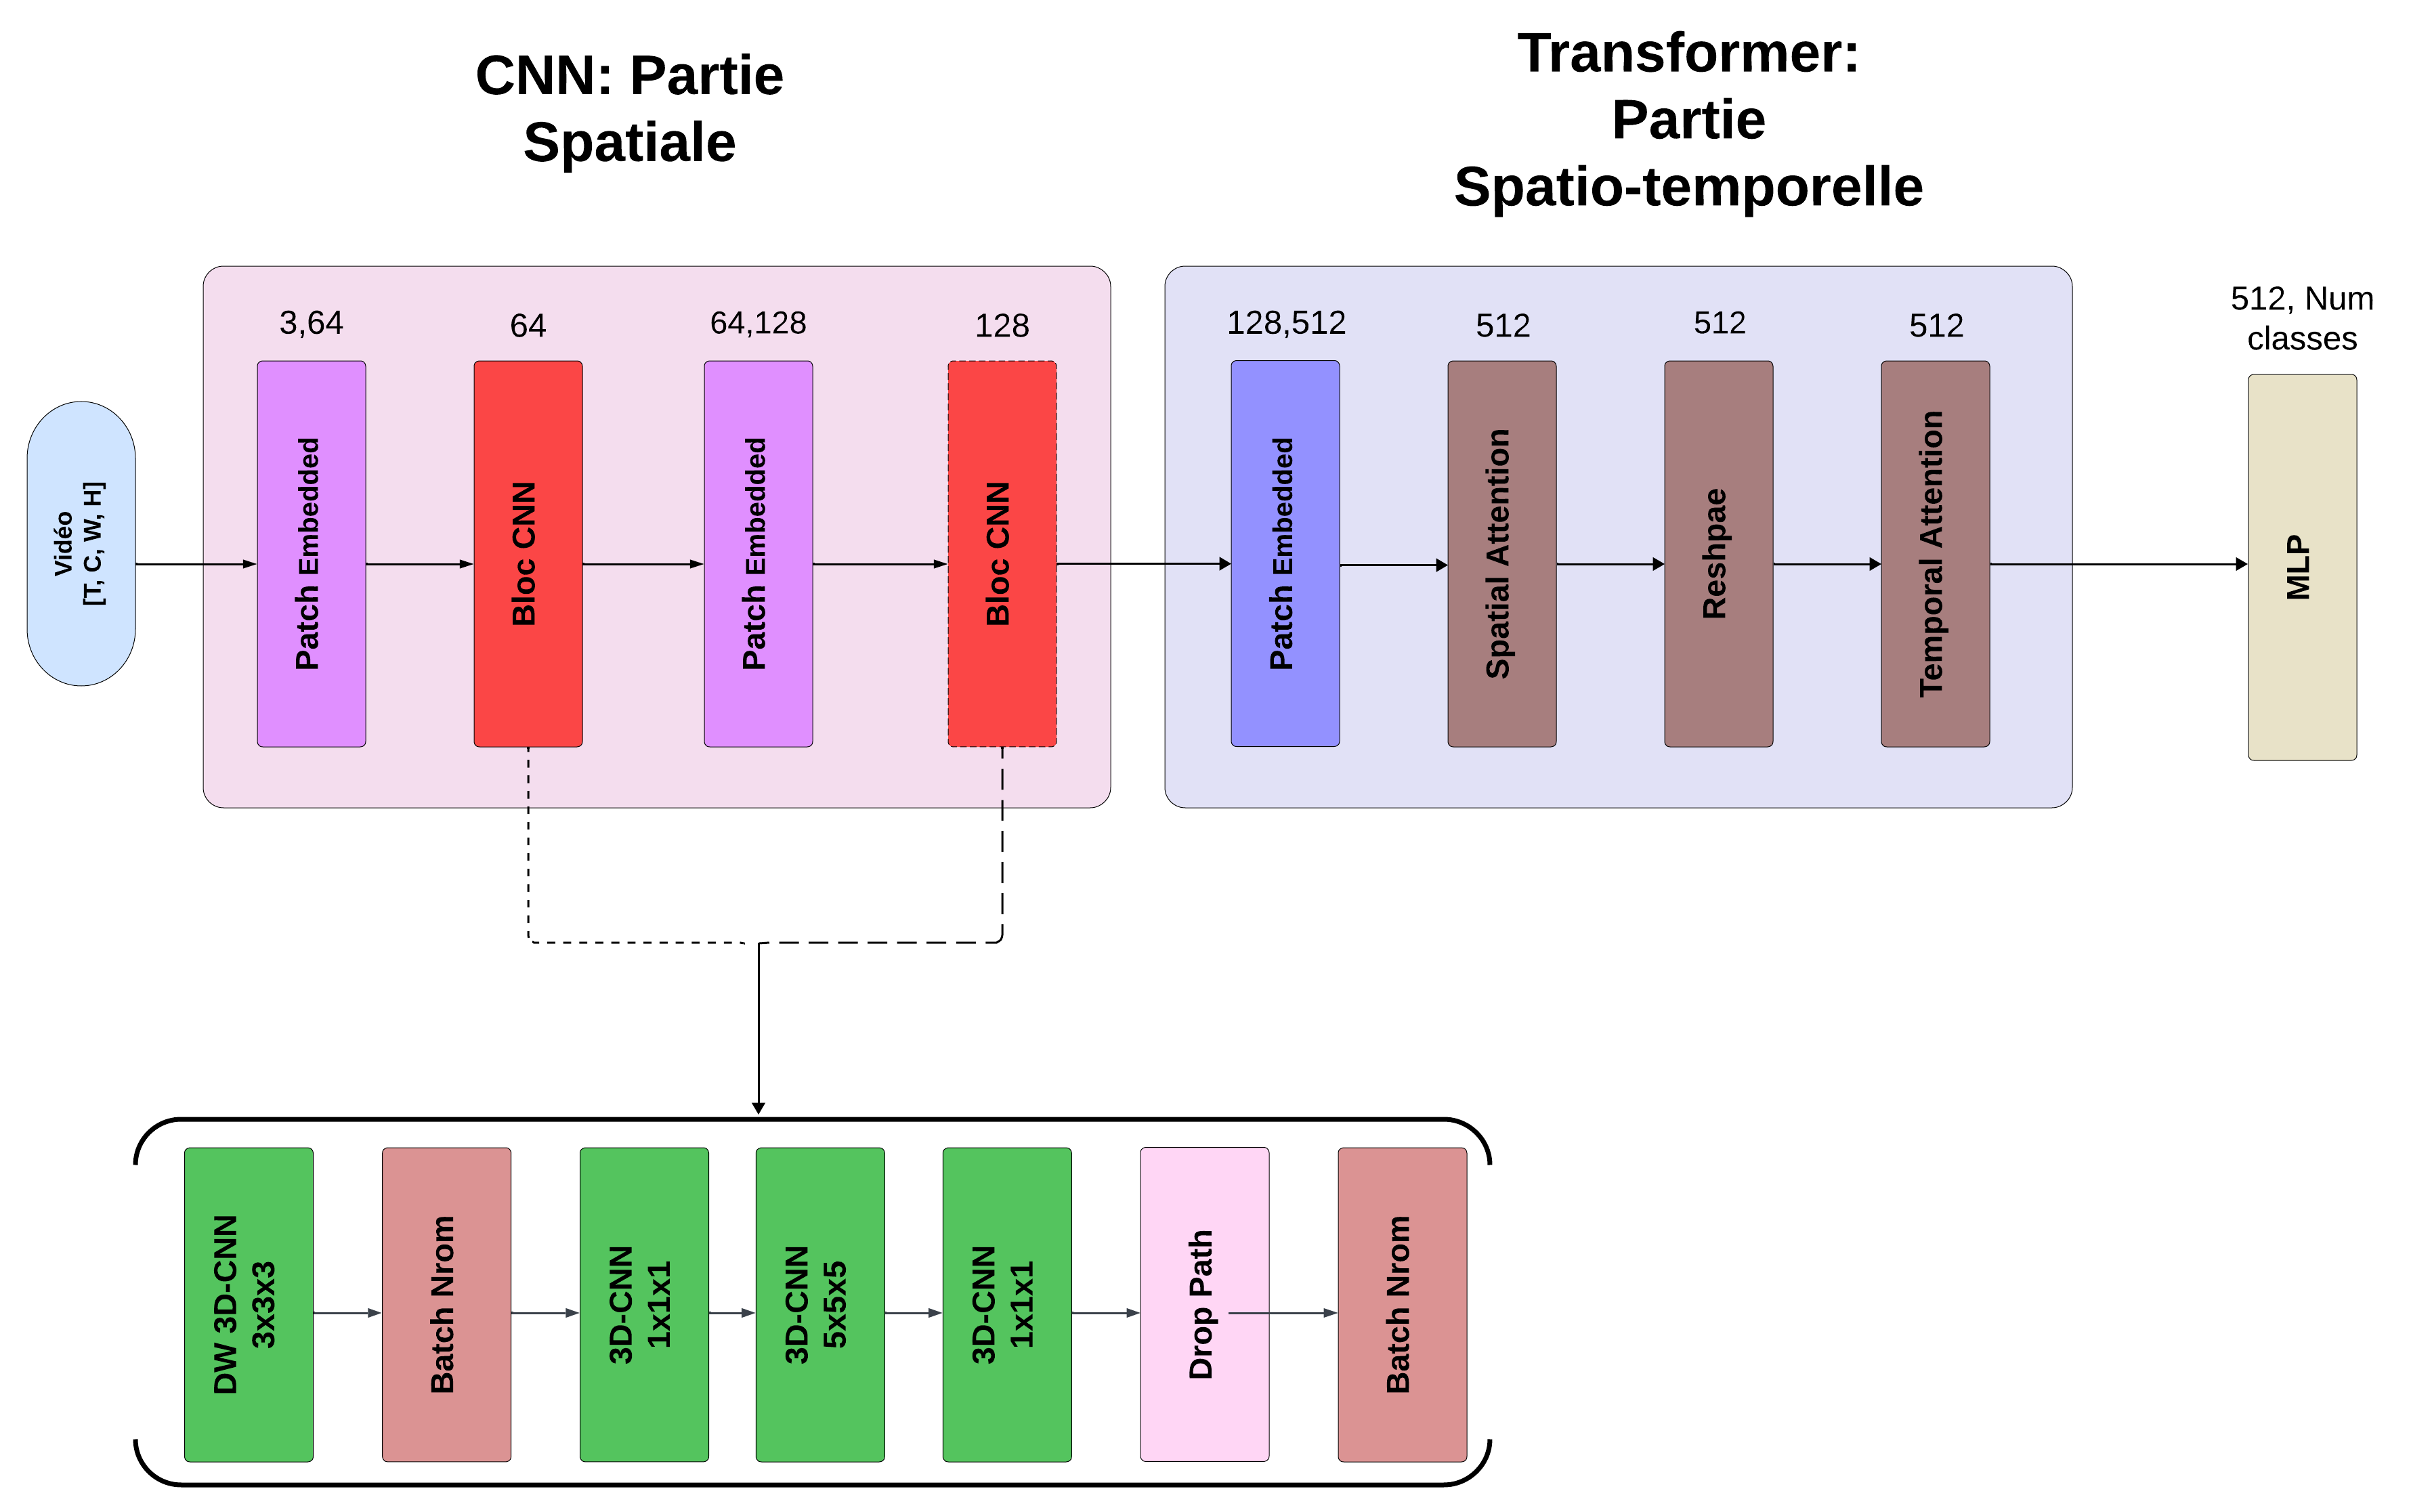 CNN: Partie
Spatiale
Transformer:
Partie
Spatio-temporelle
3,64
64
64,128
128
128,512
512
512
512
512, Num
classes
Vidéo
[T, C, W, H]
Patch Embedded
Bloc CNN
Patch Embedded
Bloc CNN
Patch Embedded
Spatial Attention
Reshpae
Temporal Attention
MLP
DW 3D-CNN
3x3x3
Batch Nrom
3D-CNN
1x1x1
3D-CNN
5x5x5
3D-CNN
1x1x1
Drop Path
Batch Nrom